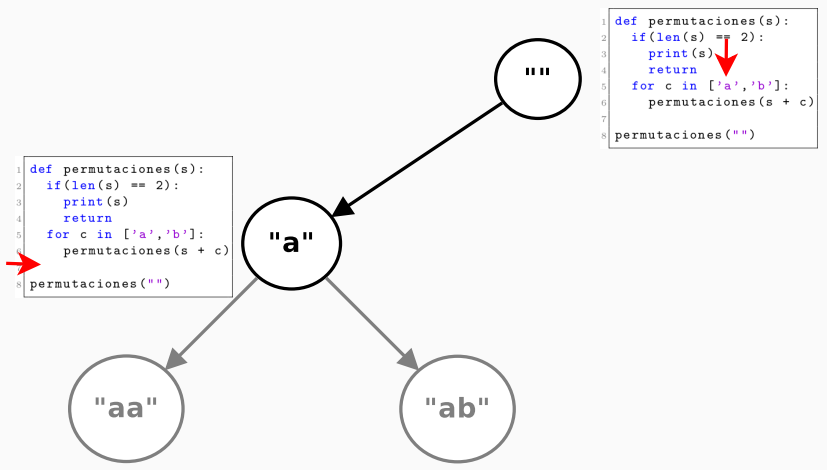 1 def permutaciones(s):
2   if(len(s) == 2):
3     print(s)
4     return
5   for c in ['a','b']:
6     permutaciones(s + c)
7
8 permutaciones("")
""
1 def permutaciones(s):
2   if(len(s) == 2):
3     print(s)
4     return
5   for c in ['a','b']:
6     permutaciones(s + c)
8 permutaciones("")
"a"
"aa"
"ab"